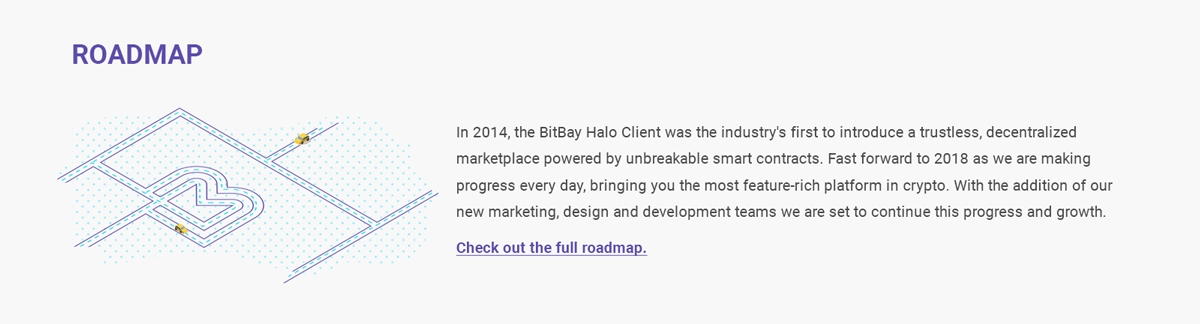 ROADMAP
In 2014, the BitBay Halo Client was the industry's first to introduce a trustless, decentralized
marketplace powered by unbreakable smart contracts. Fast forward to 2018 as we are making
progress every day, bringing you the most feature-rich platform in crypto. With the addition of our
new marketing, design and development teams we are set to continue this progress and growth.
Check out the full roadmap.